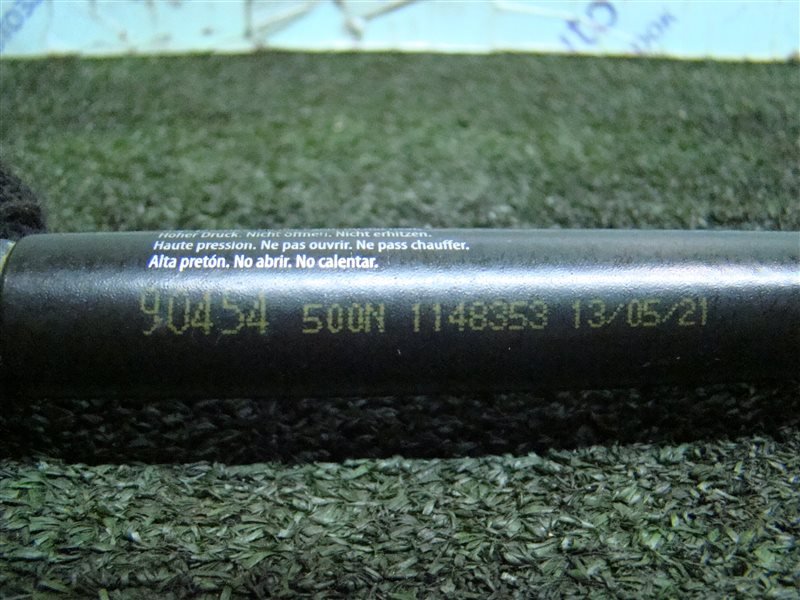 Hoher Druck. Nicht öffnen. Nicht erhitzen.
Haute pression. Ne pas ouvrir. Ne pass chauffer.
Alta pretón. No abrir. No calentar.
90454 500N 1148353 13/05/21